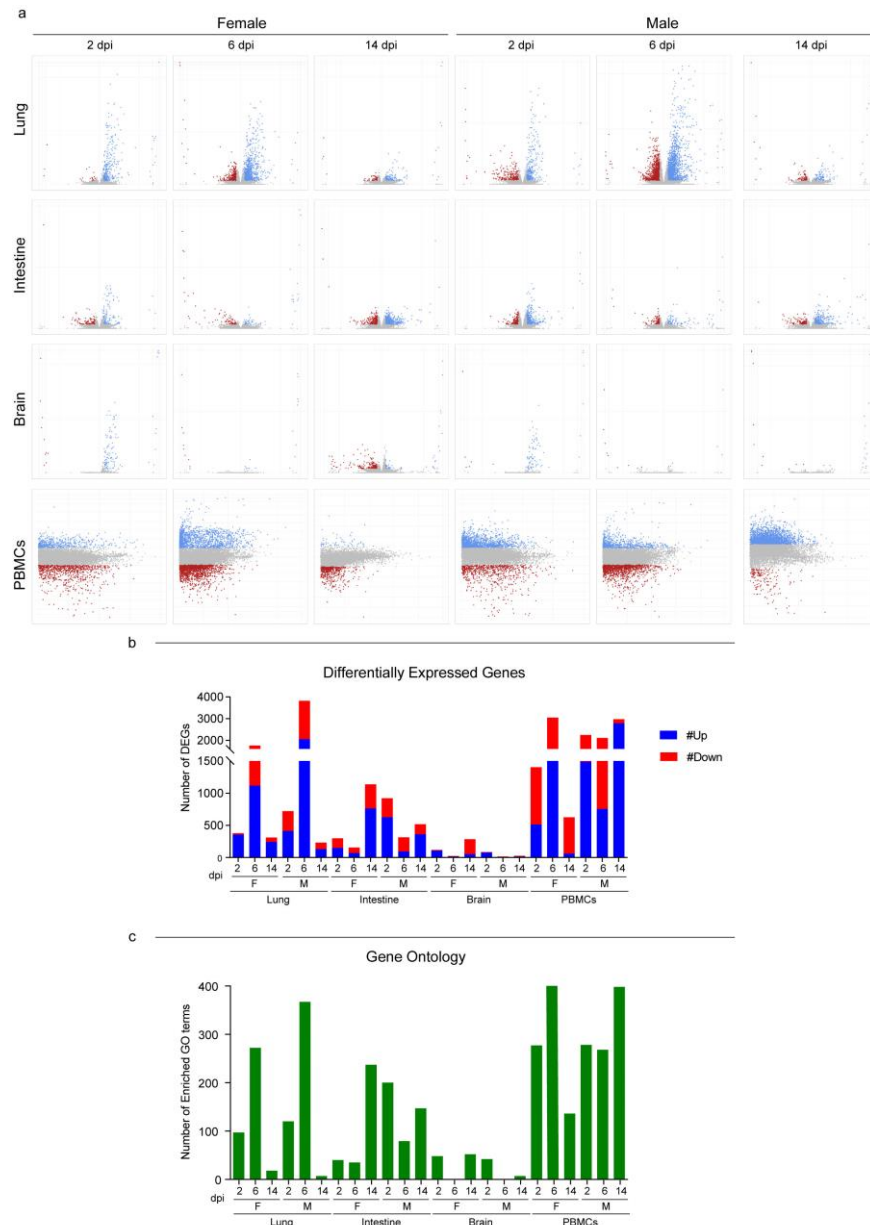 a
Female Male
2 dpi 6 dpi 14 dpi 2 dpi 6 dpi 14 dpi
Lung
Intestine
Brain
PBMCs
b
Differentially Expressed Genes
4000
3000
2000
1500
1000
500
0
Number of DEGs
#Up
#Down
2 6 14 2 6 14 2 6 14 2 6 14 2 6 14 2 6 14 2 6 14 2 6 14
dpi
F M F M F M F M
Lung Intestine Brain PBMCs
c
Gene Ontology
400
300
200
100
0
Number of Enriched GO terms
2 6 14 2 6 14 2 6 14 2 6 14 2 6 14 2 6 14 2 6 14 2 6 14
dpi
F M F M F M F M
Lung Intestine Brain PBMCs